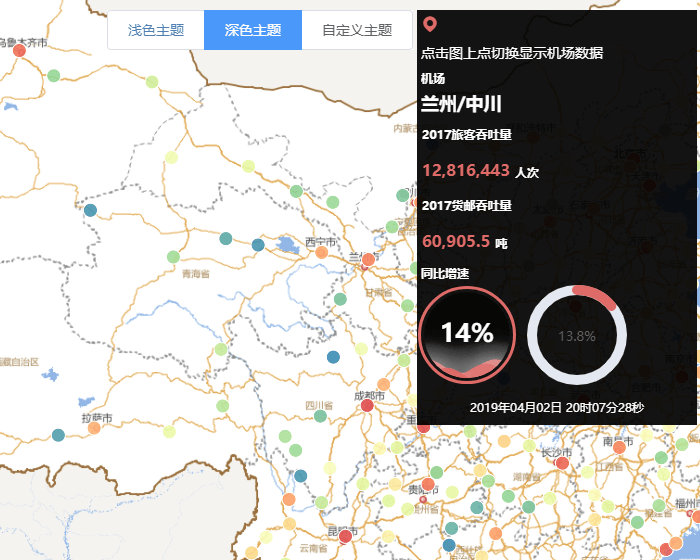 浅色主题 深色主题 自定义主题
点击图上点切换显示机场数据
机场
兰州/中川
2017旅客吞吐量
12,816,443 人次
2017货邮吞吐量
60,905.5 吨
同比增速
14% 13.8%
2019年04月02日 20时07分28秒
乌鲁木齐市
内蒙古
西宁市
兰州市
青海省
甘肃省
西藏自治区
成都市
四川省
拉萨市
长沙市
南昌市
湖南省
江西省
贵阳市
贵州省
福州
昆明市
云南省